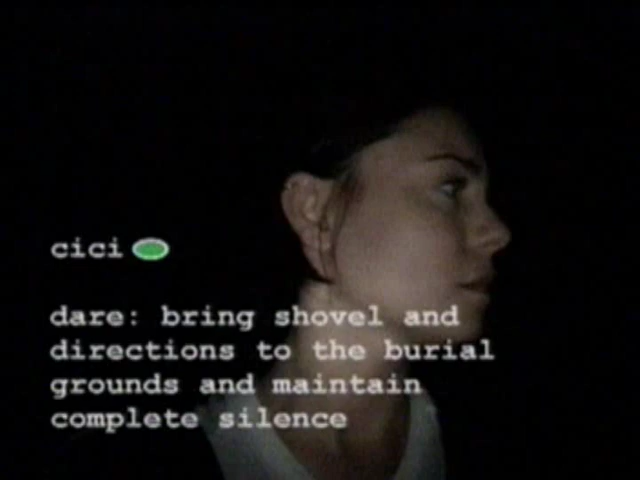 cici
dare: bring shovel and
directions to the burial
grounds and maintain
complete silence